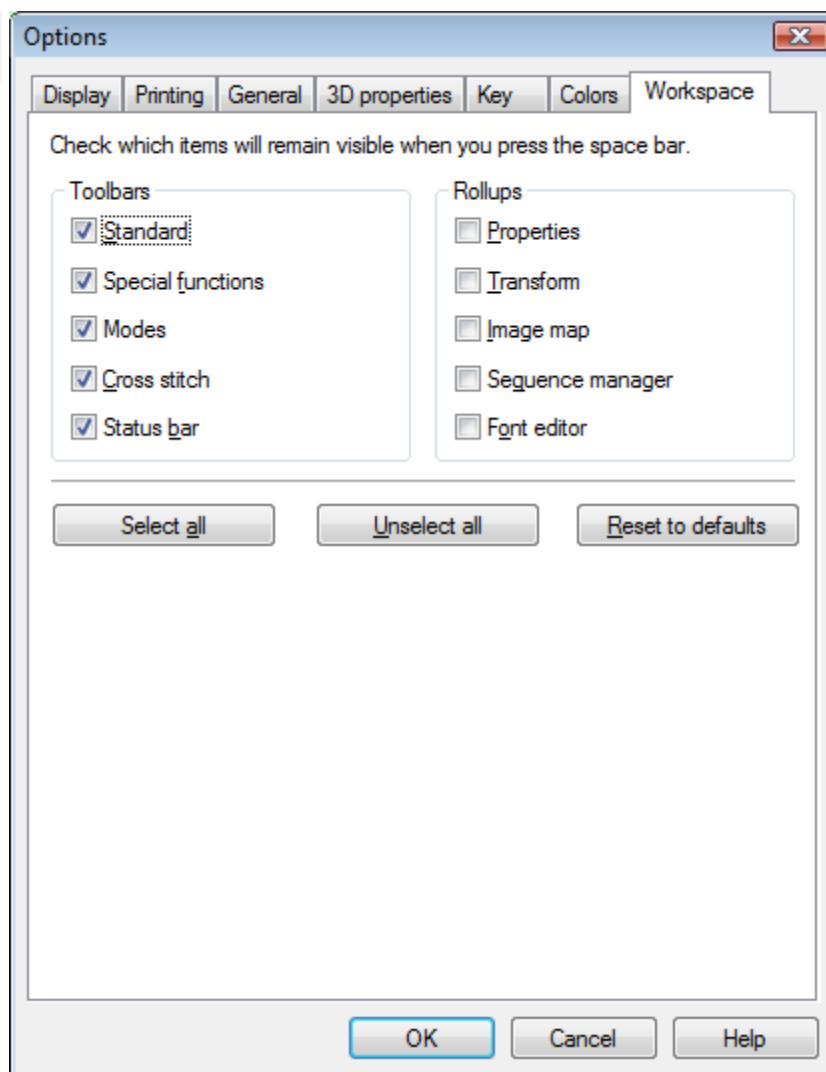 Options
Display Printing General 3D properties Key Colors Workspace
Check which items will remain visible when you press the space bar.
Toolbars
Standard
Special functions
Modes
Cross stitch
Status bar
Rollups
Properties
Transform
Image map
Sequence manager
Font editor
Select all Unselect all Reset to defaults
OK Cancel Help